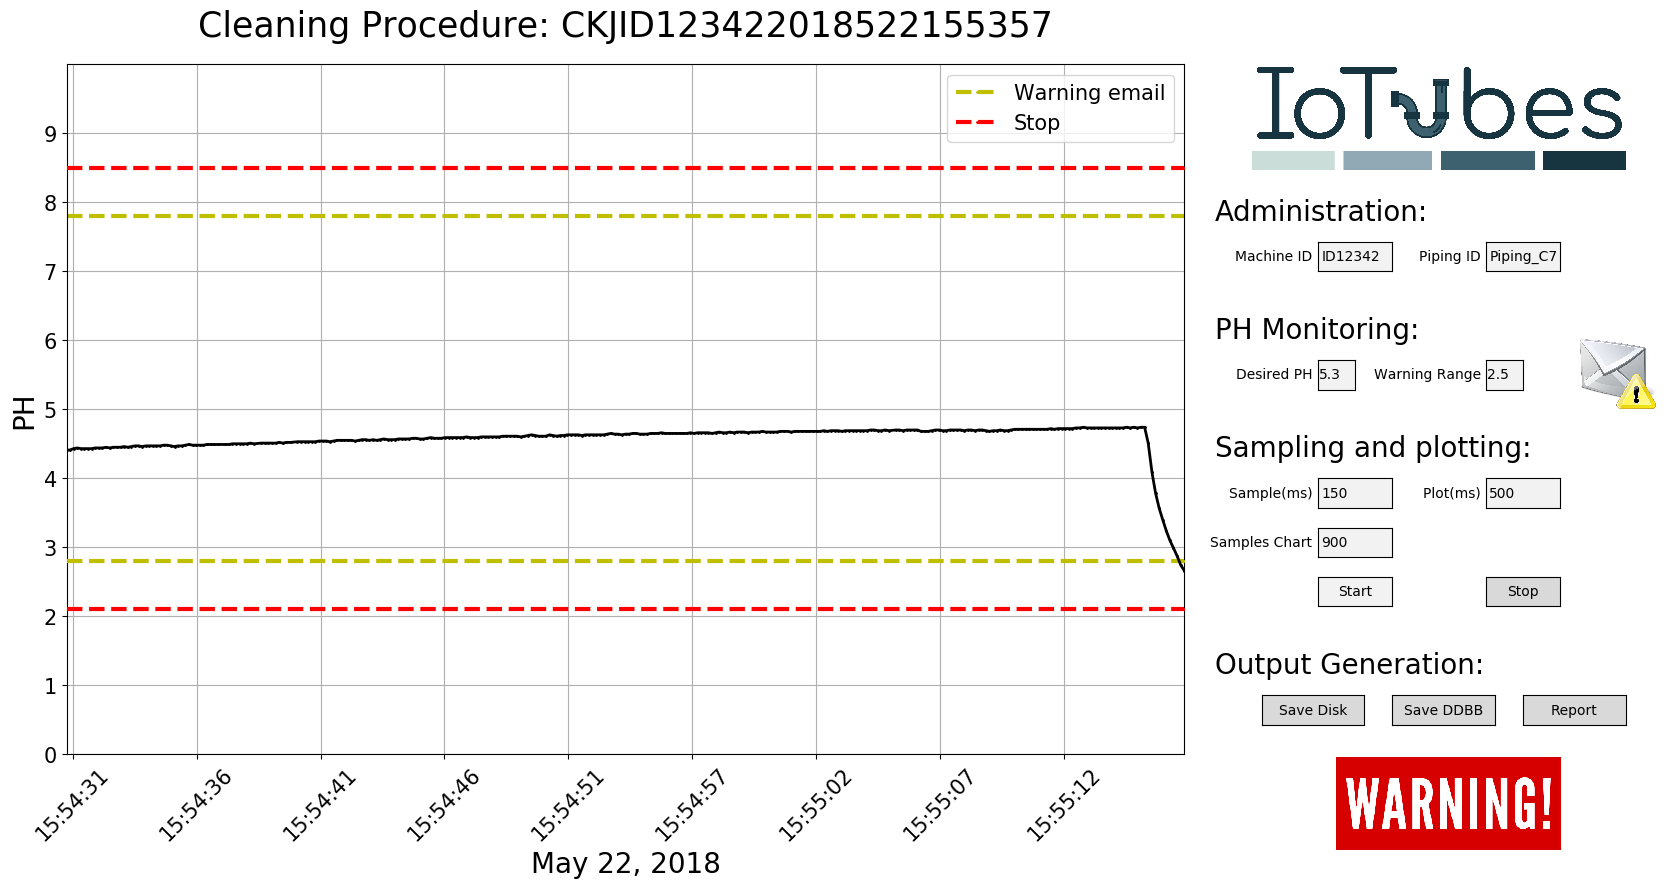 Cleaning Procedure: CKJID123422018522155357
Warning email
Stop
9
8
7
6
5
4
3
2
1
0
PH
15:54:31
15:54:36
15:54:41
15:54:46
15:54:51
15:54:57
15:55:02
15:55:07
15:55:12
May 22, 2018
IoTubes
Administration:
Machine ID ID12342 Piping ID Piping_C7
PH Monitoring:
Desired PH 5.3 Warning Range 2.5
Sampling and plotting:
Sample(ms) 150 Plot(ms) 500
Samples Chart 900
Start Stop
Output Generation:
Save Disk Save DDBB Report
WARNING!